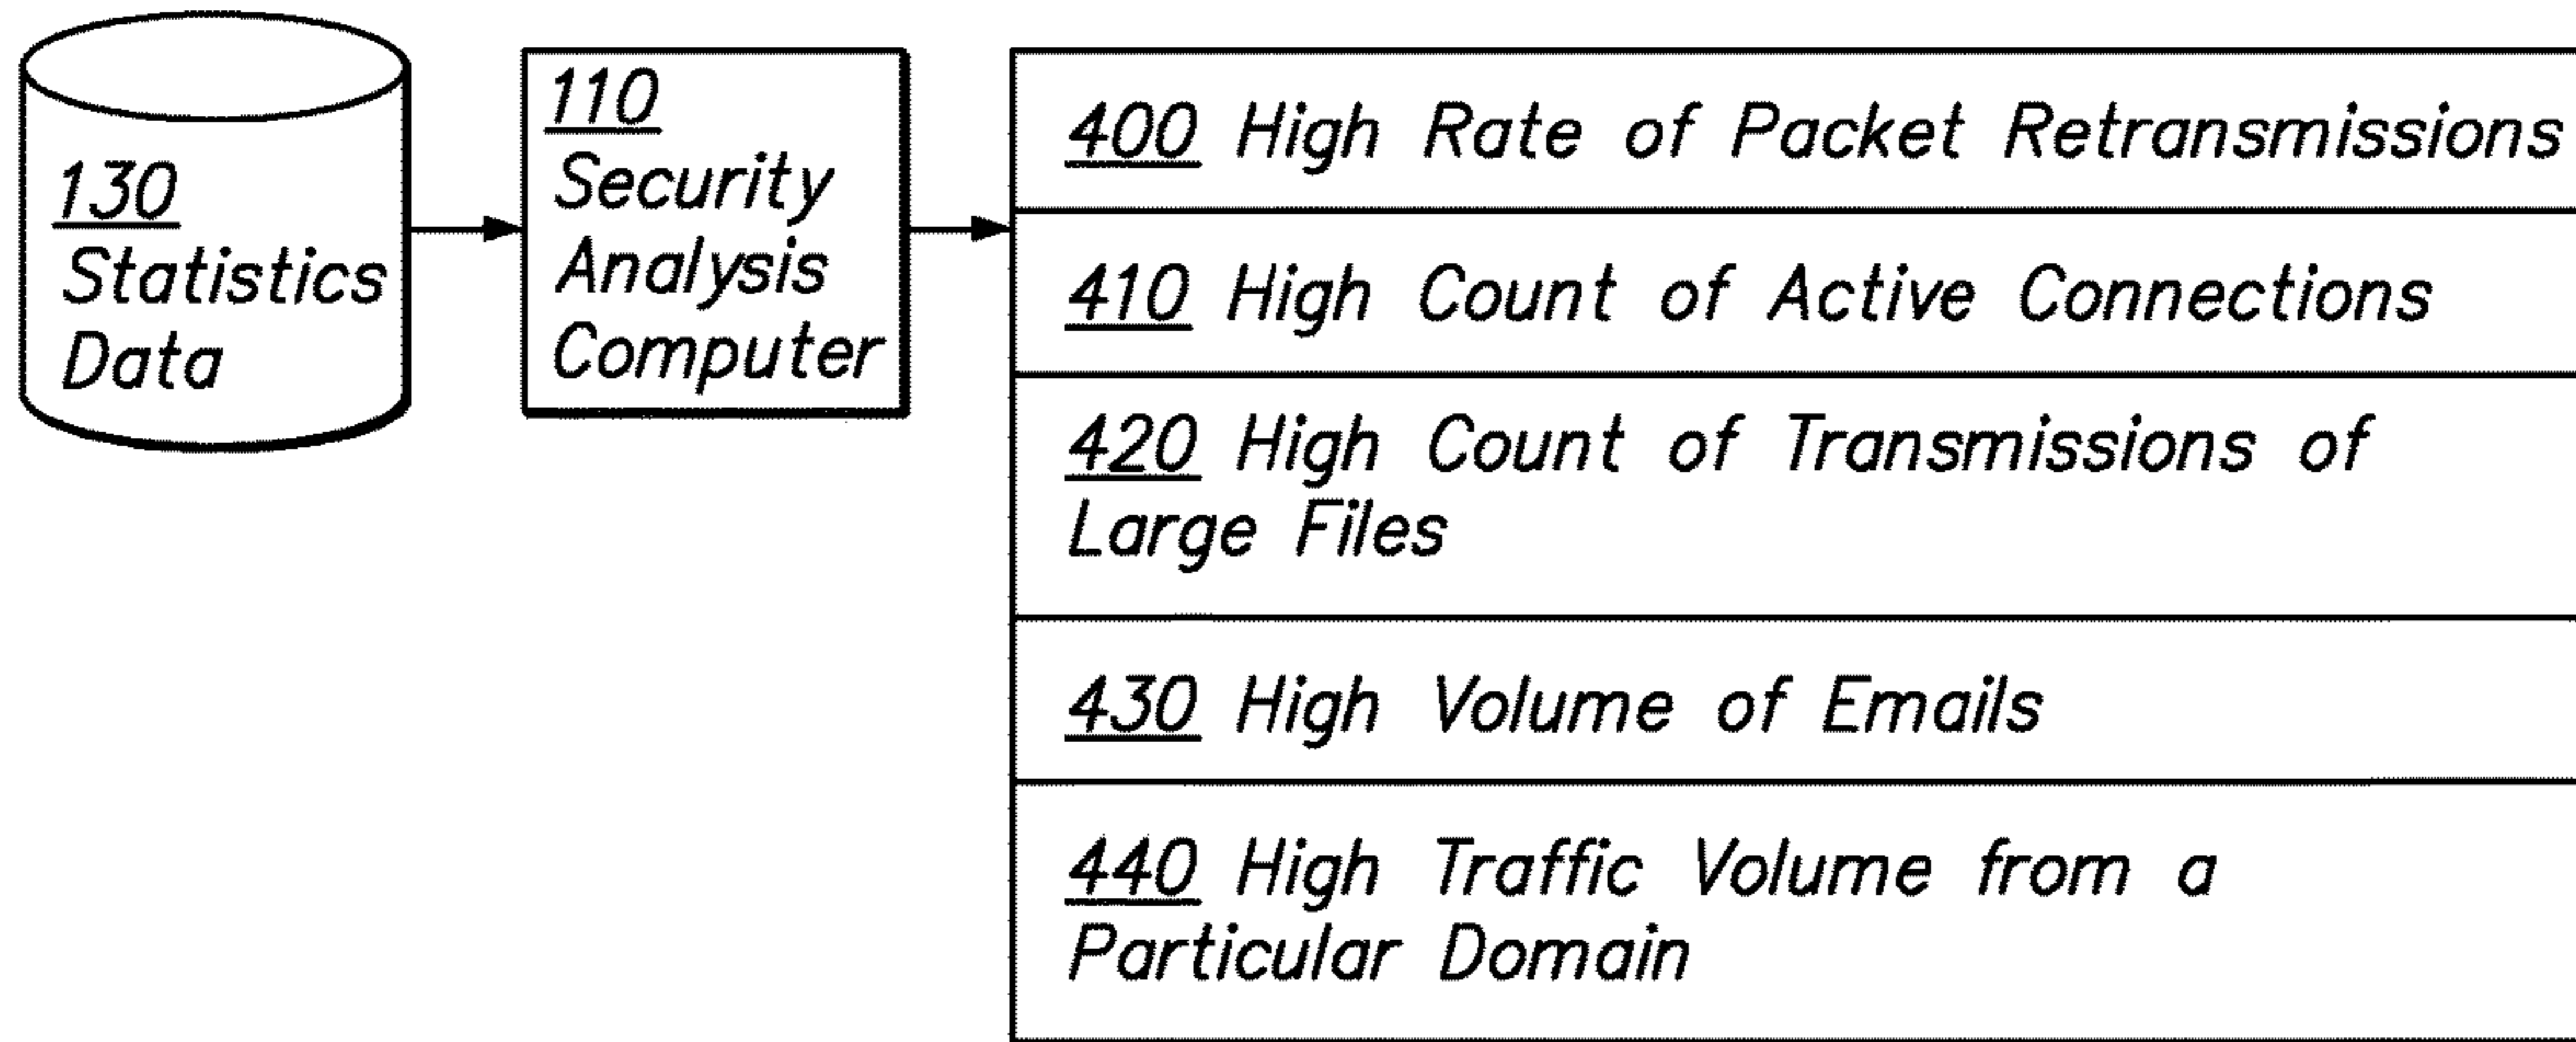 130
Statistics
Data
110
Security
Analysis
Computer
400 High Rate of Packet Retransmissions
410 High Count of Active Connections
420 High Count of Transmissions of
Large Files
430 High Volume of Emails
440 High Traffic Volume from a
Particular Domain